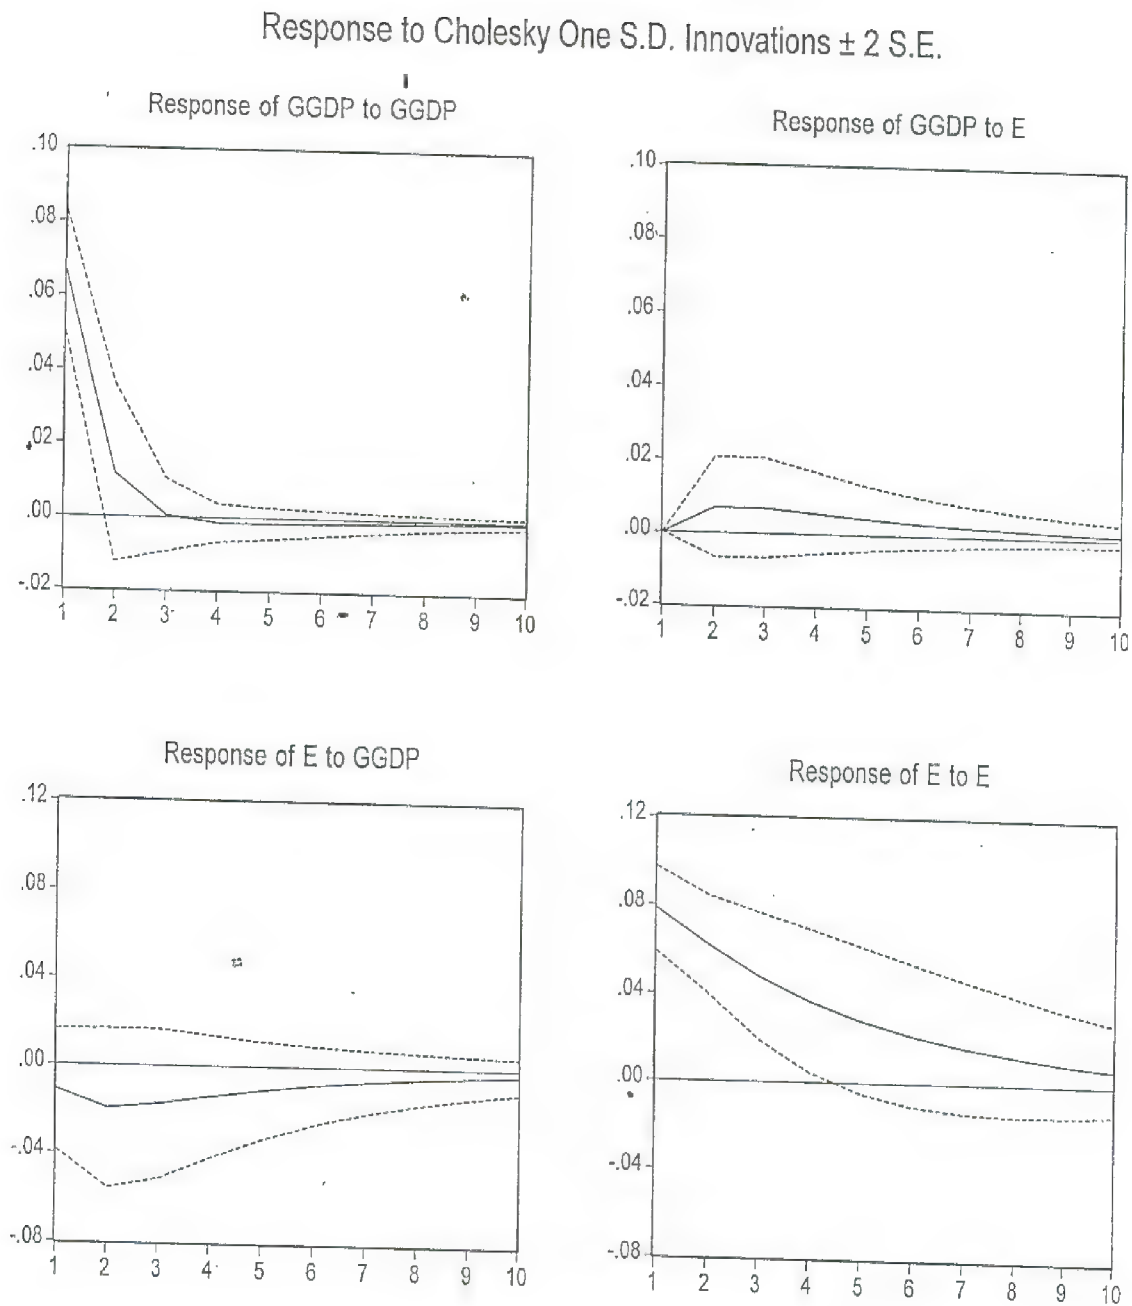 Response to Cholesky One S.D. Innovations ± 2 S.E.
Response of GGDP to GGDP
.10
.08
.06
.04
.02
.00
-.02
1 2 3 4 5 6 7 8 9 10
Response of GGDP to E
.10
.08
.06
.04
.02
.00
-.02
1 2 3 4 5 6 7 8 9 10
Response of E to GGDP
.12
.08
.04
.00
-.04
-.08
1 2 3 4 5 6 7 8 9 10
Response of E to E
.12
.08
.04
.00
-.04
-.08
1 2 3 4 5 6 7 8 9 10